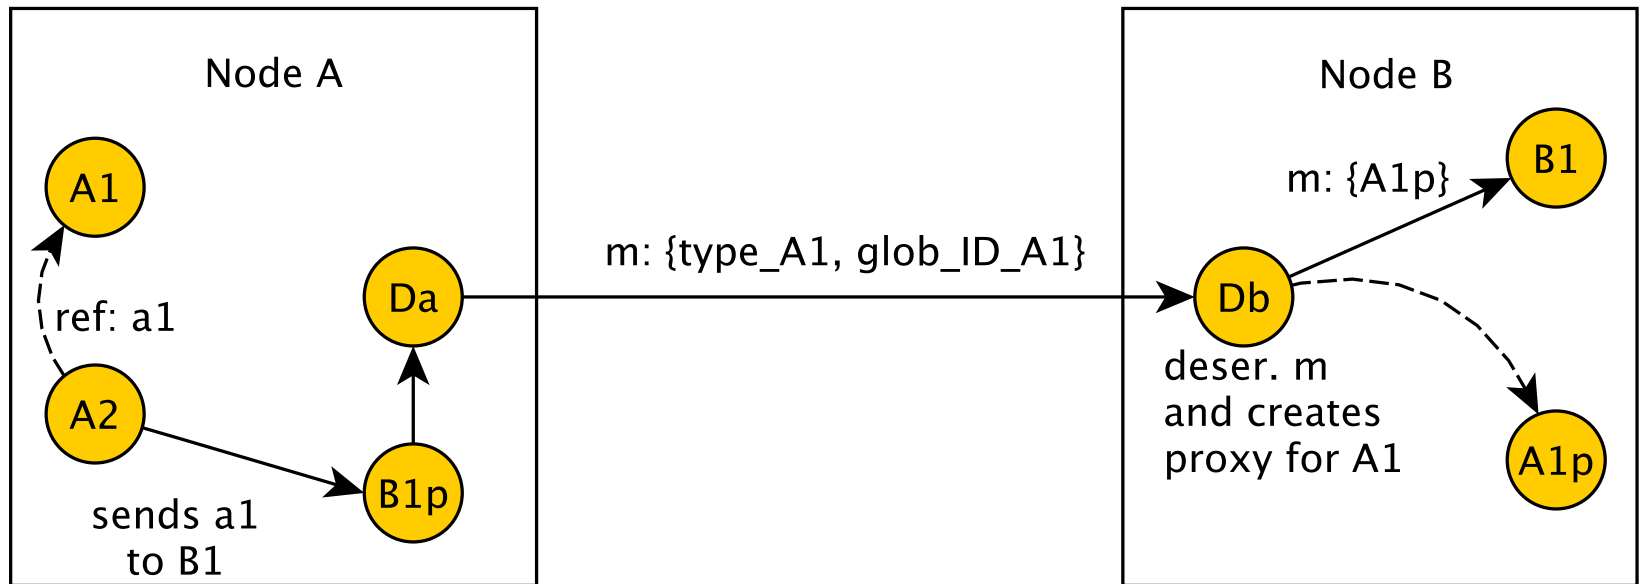 Node A
A1
ref: a1
A2
sends a1
to B1
Da
B1p
m: {type_A1, glob_ID_A1}
Node B
B1
m: {A1p}
Db
deser. m
and creates
proxy for A1
A1p